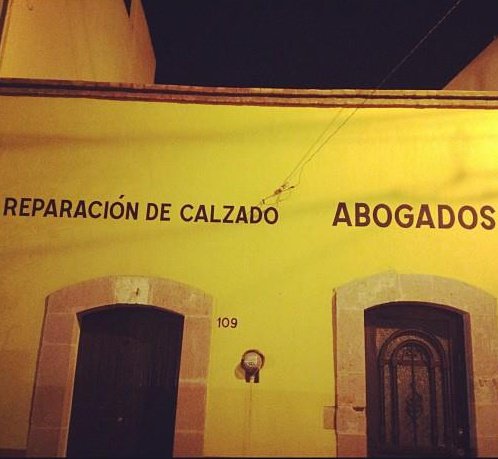 REPARACIÓN DE CALZADO
ABOGADOS
109